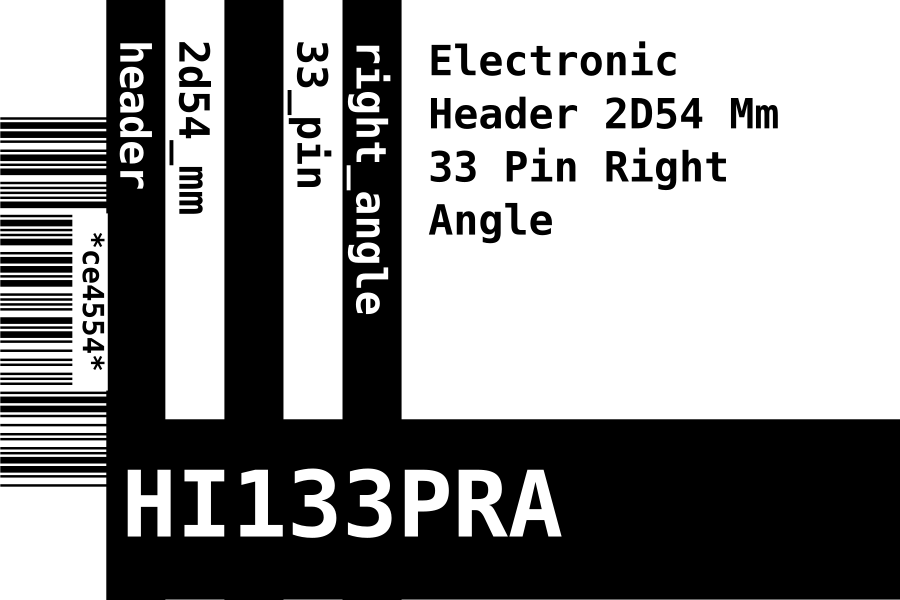 *ce4554*
header
2d54_mm
33_pin
right_angle
Electronic
Header 2D54 Mm
33 Pin Right
Angle
HI133PRA